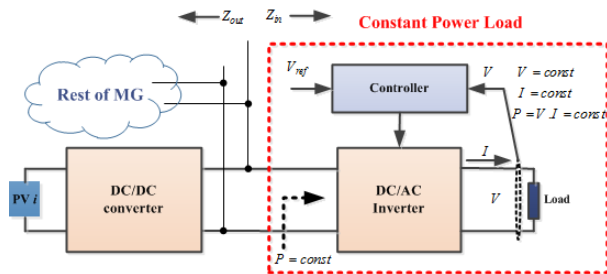 Z_out Z_in
Constant Power Load
V_ref
Controller
V
V = const
I = const
P = V . I = const
Rest of MG
PV i
DC/DC
converter
DC/AC
Inverter
I
V
Load
P = const